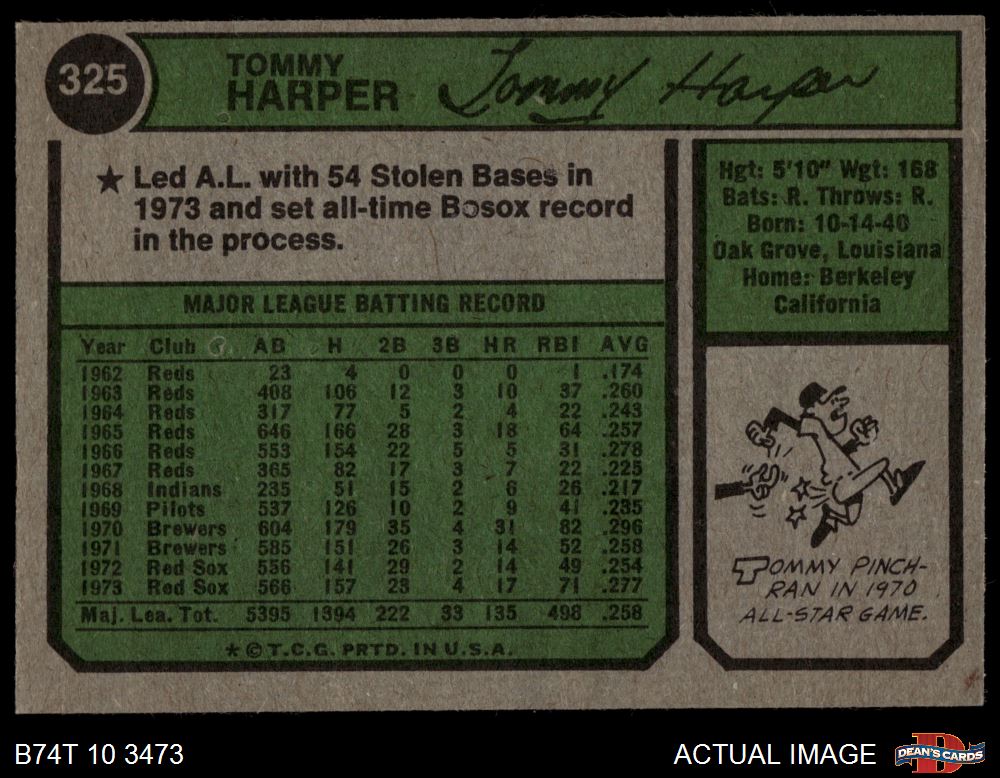 325
TOMMY
HARPER
Tommy Harper
★ Led A.L. with 54 Stolen Bases in
1973 and set all-time Bosox record
in the process.
Hgt: 5'10" Wgt: 168
Bats: R. Throws: R.
Born: 10-14-40
Oak Grove, Louisiana
Home: Berkeley
California
MAJOR LEAGUE BATTING RECORD
Year Club AB H 2B 3B HR RBI AVG
1962 Reds 23 4 0 0 0 1 .174
1963 Reds 408 106 12 3 10 37 .260
1964 Reds 317 77 5 2 4 22 .243
1965 Reds 646 166 28 3 18 64 .257
1966 Reds 553 154 22 5 5 31 .278
1967 Reds 365 82 17 3 7 22 .225
1968 Indians 235 51 15 2 6 26 .217
1969 Pilots 537 126 10 2 9 41 .235
1970 Brewers 604 179 35 4 31 82 .296
1971 Brewers 585 151 26 3 14 52 .258
1972 Red Sox 556 141 29 2 14 49 .254
1973 Red Sox 566 157 23 4 17 71 .277
Maj. Lea. Tot. 5395 1394 222 33 135 498 .258
★ © T.C.G. PRTD. IN U.S.A.
TOMMY PINCH-
RAN IN 1970
ALL-STAR GAME.
B74T 10 3473
ACTUAL IMAGE
DEAN'S CARDS